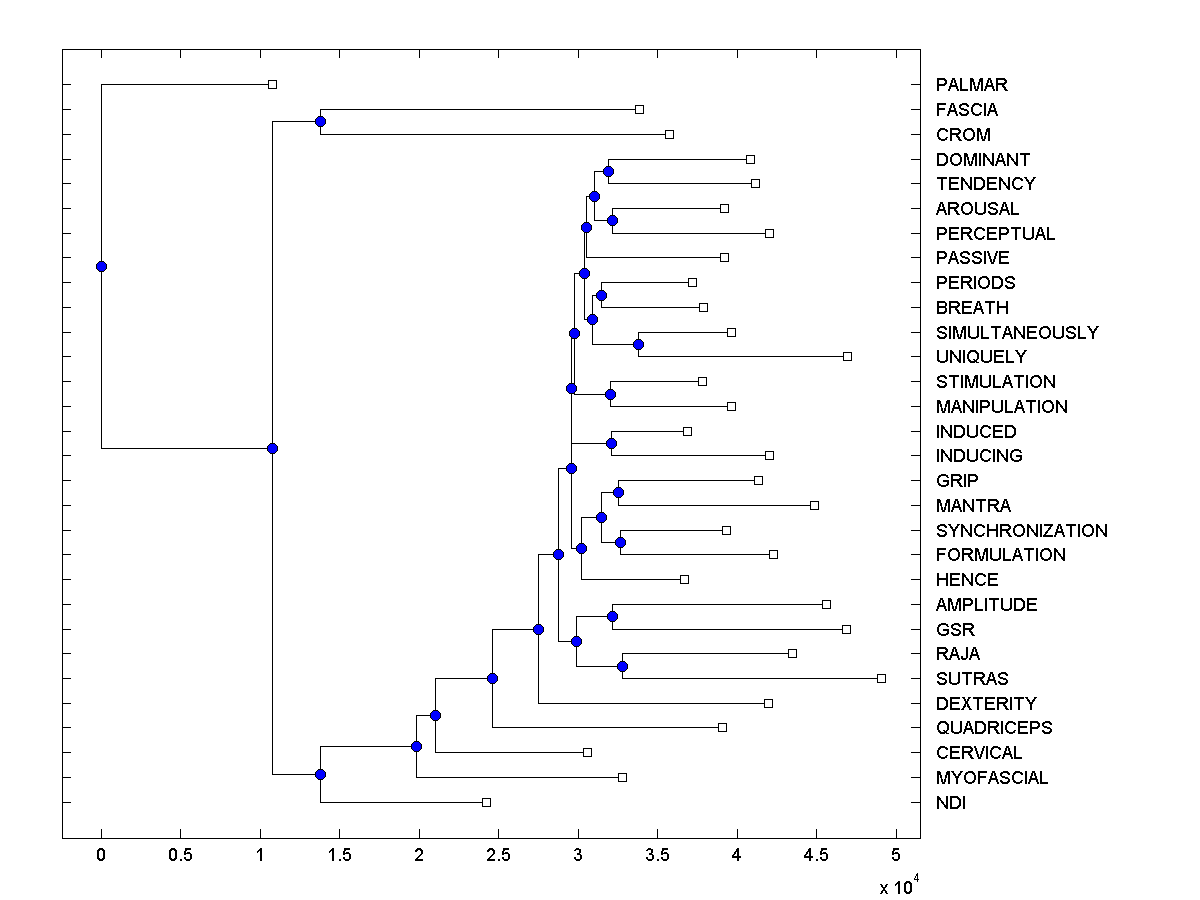 PALMAR
FASCIA
CROM
DOMINANT
TENDENCY
AROUSAL
PERCEPTUAL
PASSIVE
PERIODS
BREATH
SIMULTANEOUSLY
UNIQUELY
STIMULATION
MANIPULATION
INDUCED
INDUCING
GRIP
MANTRA
SYNCHRONIZATION
FORMULATION
HENCE
AMPLITUDE
GSR
RAJA
SUTRAS
DEXTERITY
QUADRICEPS
CERVICAL
MYOFASCIAL
NDI
0 0.5 1 1.5 2 2.5 3 3.5 4 4.5 5
x 10^4